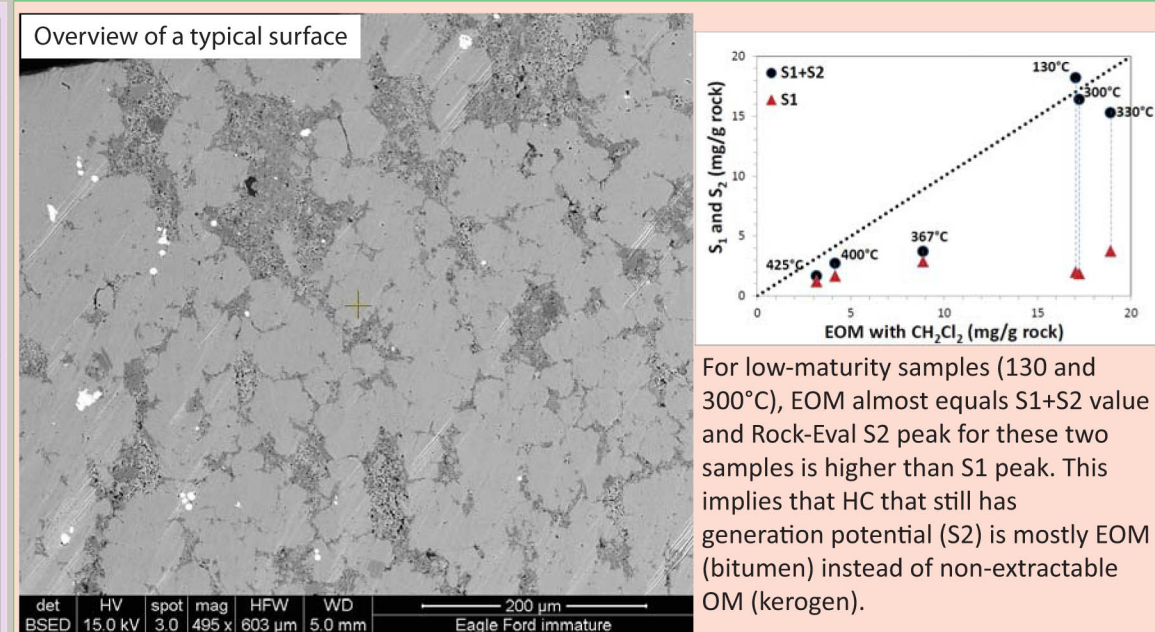 Overview of a typical surface
det HV spot mag HFW WD 200 µm
BSED 15.0 kV 3.0 495 x 603 µm 5.0 mm Eagle Ford immature
S1+S2
S1
S₁ and S₂ (mg/g rock)
20
15
10
5
0
130°C
300°C
330°C
367°C
400°C
425°C
0 5 10 15 20
EOM with CH₂Cl₂ (mg/g rock)
For low-maturity samples (130 and
300°C), EOM almost equals S1+S2 value
and Rock-Eval S2 peak for these two
samples is higher than S1 peak. This
implies that HC that still has
generation potential (S2) is mostly EOM
(bitumen) instead of non-extractable
OM (kerogen).